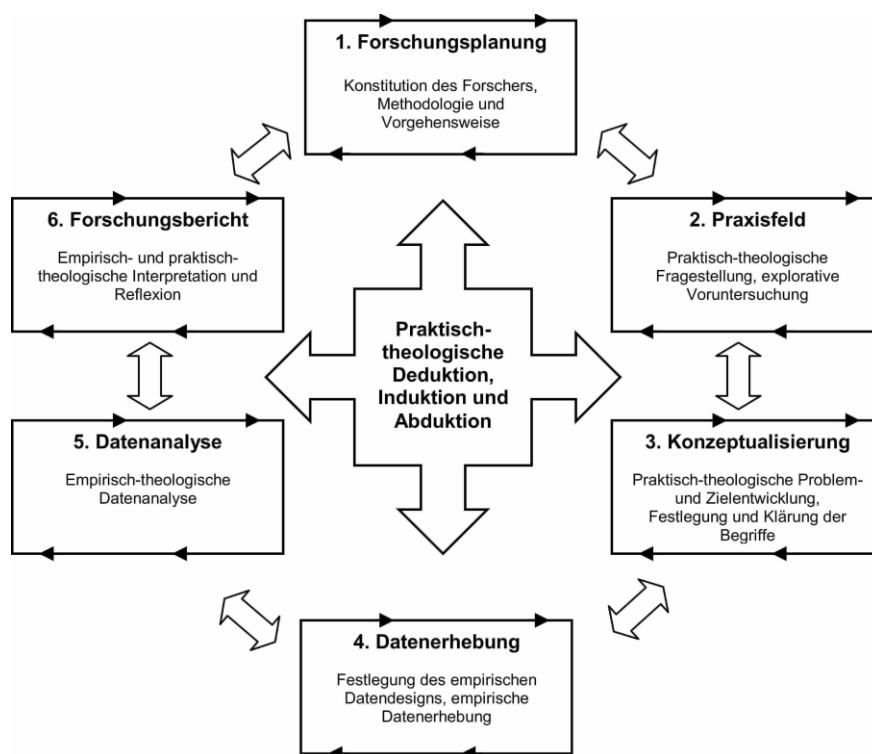 1. Forschungsplanung
Konstitution des Forschers,
Methodologie und
Vorgehensweise
2. Praxisfeld
Praktisch-theologische
Fragestellung, explorative
Voruntersuchung
3. Konzeptualisierung
Praktisch-theologische Problem-
und Zielentwicklung,
Festlegung und Klärung der
Begriffe
4. Datenerhebung
Festlegung des empirischen
Datendesigns, empirische
Datenerhebung
5. Datenanalyse
Empirisch-theologische
Datenanalyse
6. Forschungsbericht
Empirisch- und praktisch-
theologische Interpretation und
Reflexion
Praktisch-
theologische
Deduktion,
Induktion und
Abduktion